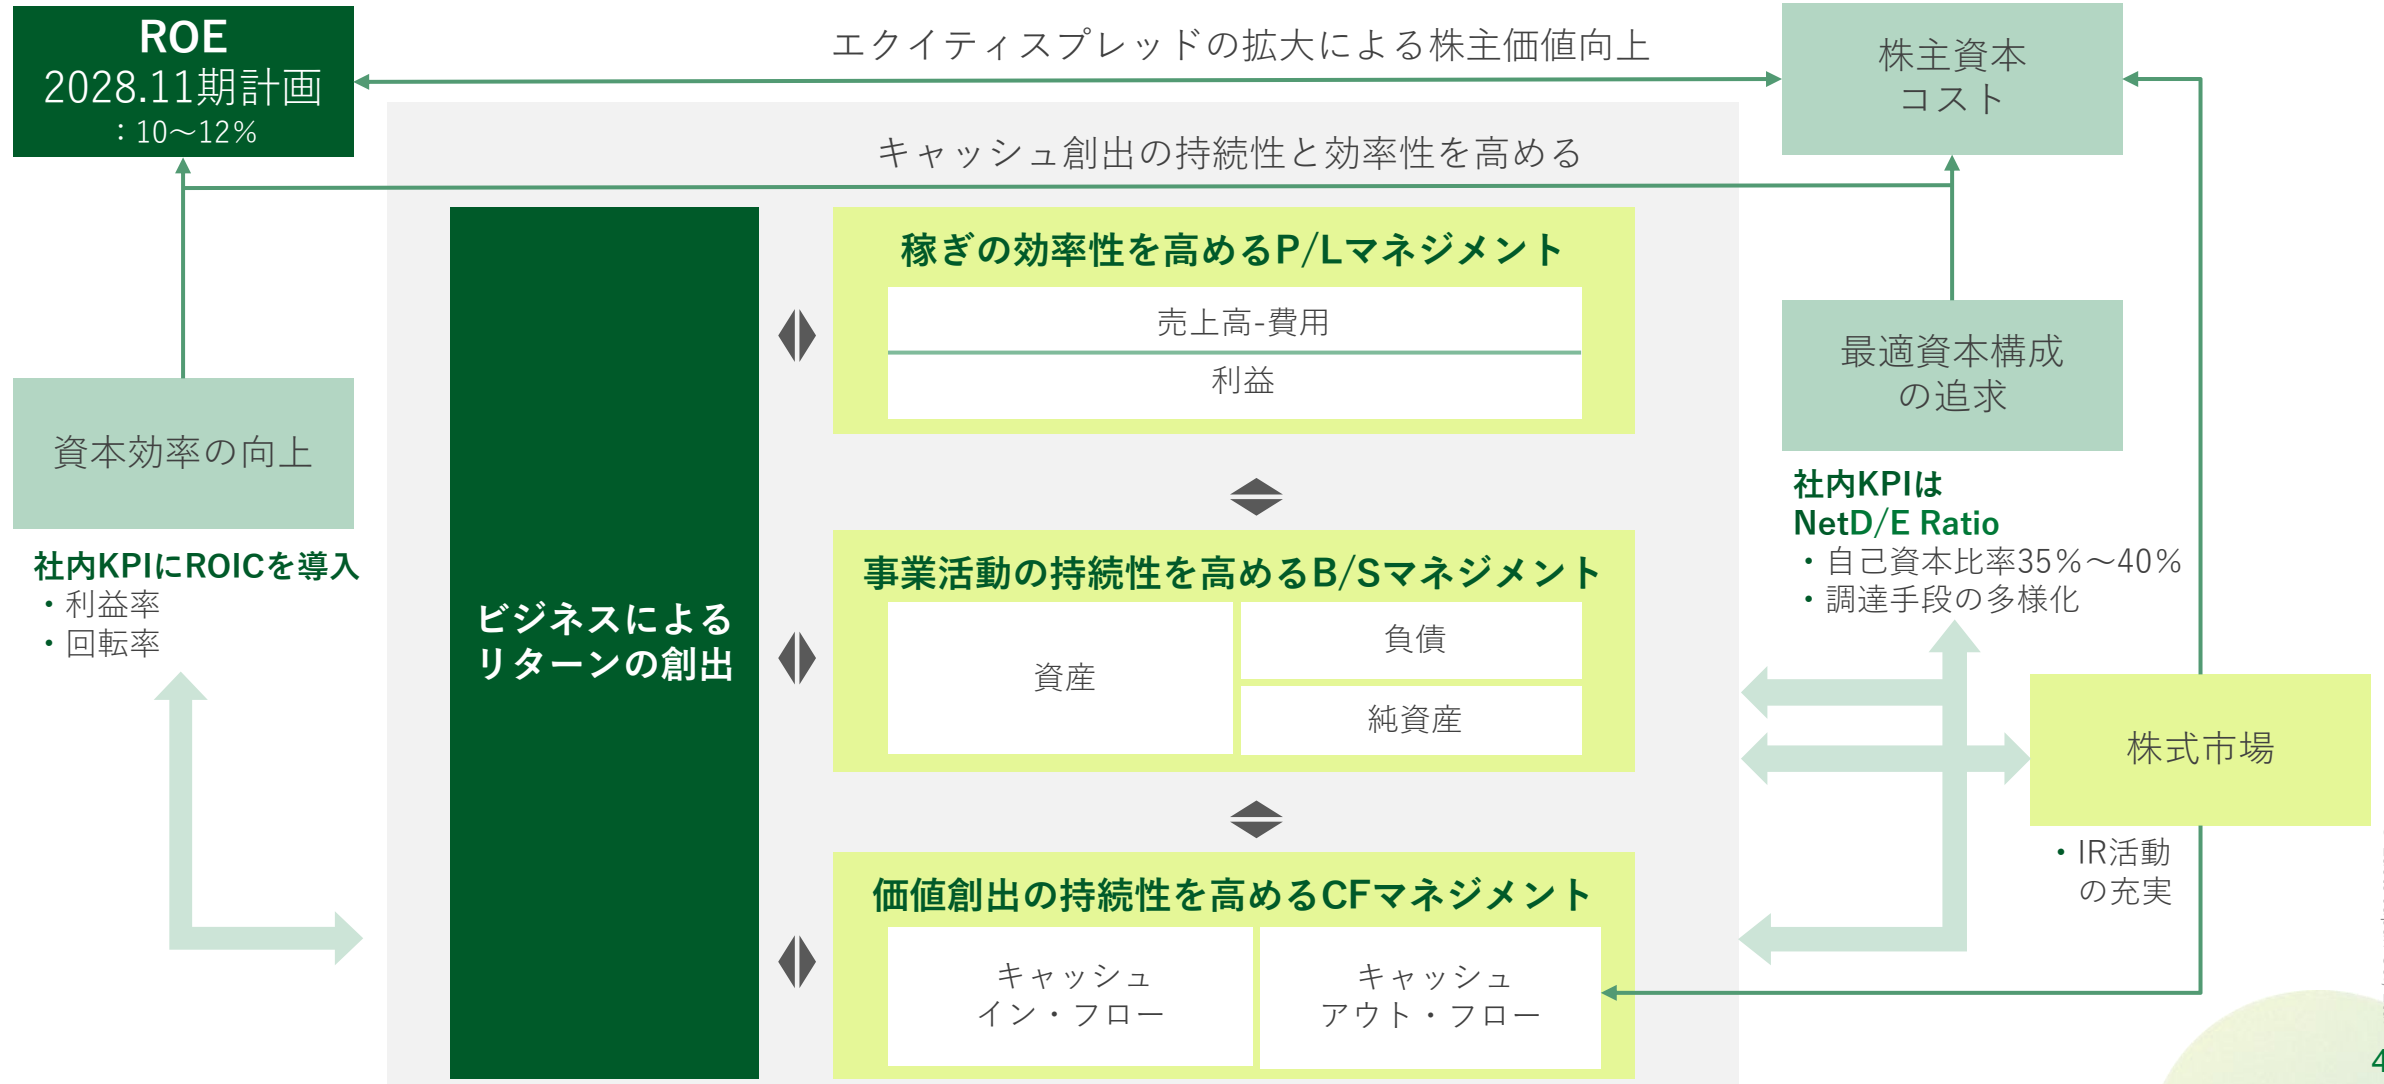 ROE
2028.11期計画
：10～12%
エクイティスプレッドの拡大による株主価値向上
株主資本
コスト
キャッシュ創出の持続性と効率性を高める
資本効率の向上
社内KPIにROICを導入
・利益率
・回転率
ビジネスによる
リターンの創出
稼ぎの効率性を高めるP/Lマネジメント
売上高-費用
利益
事業活動の持続性を高めるB/Sマネジメント
資産
負債
純資産
価値創出の持続性を高めるCFマネジメント
キャッシュ
イン・フロー
キャッシュ
アウト・フロー
最適資本構成
の追求
社内KPIは
NetD/E Ratio
・自己資本比率35%～40%
・調達手段の多様化
株式市場
・IR活動
の充実
4